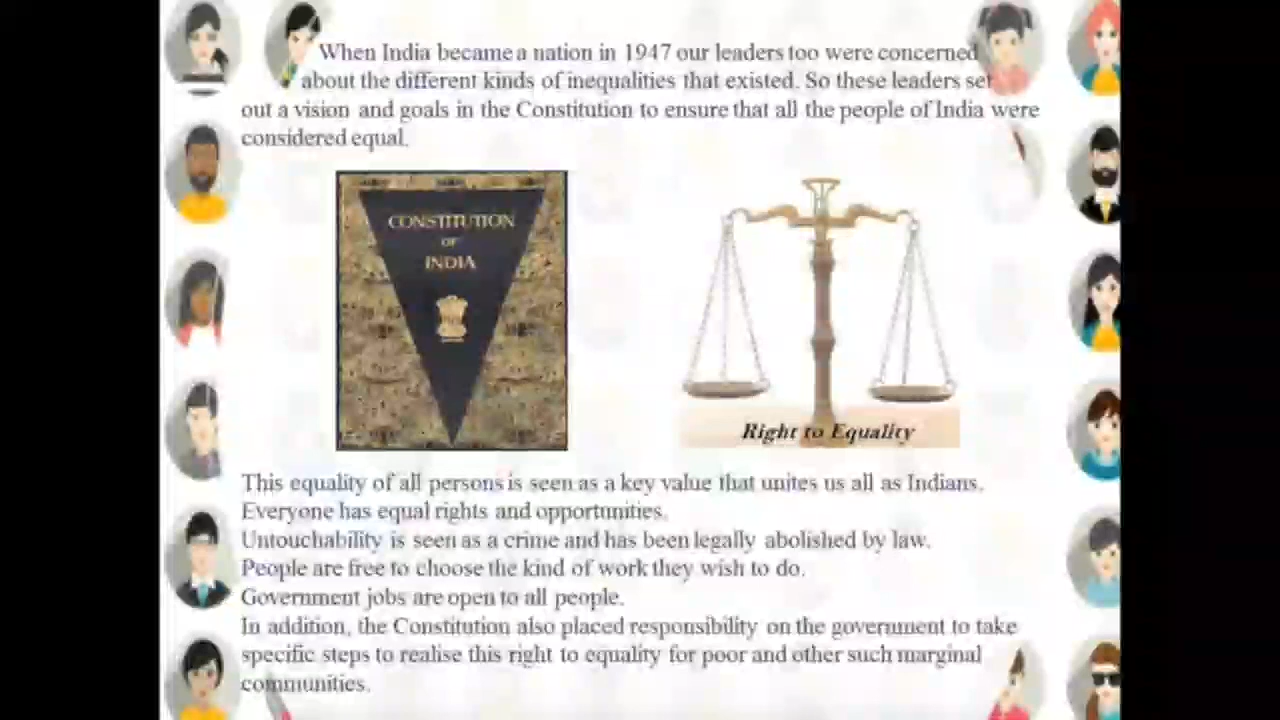 When India became a nation in 1947 our leaders too were concerned
about the different kinds of inequalities that existed. So these leaders set
out a vision and goals in the Constitution to ensure that all the people of India were
considered equal.
CONSTITUTION
OF
INDIA
Right to Equality
This equality of all persons is seen as a key value that unites us all as Indians.
Everyone has equal rights and opportunities.
Untouchability is seen as a crime and has been legally abolished by law.
People are free to choose the kind of work they wish to do.
Government jobs are open to all people.
In addition, the Constitution also placed responsibility on the government to take
specific steps to realise this right to equality for poor and other such marginal
communities.